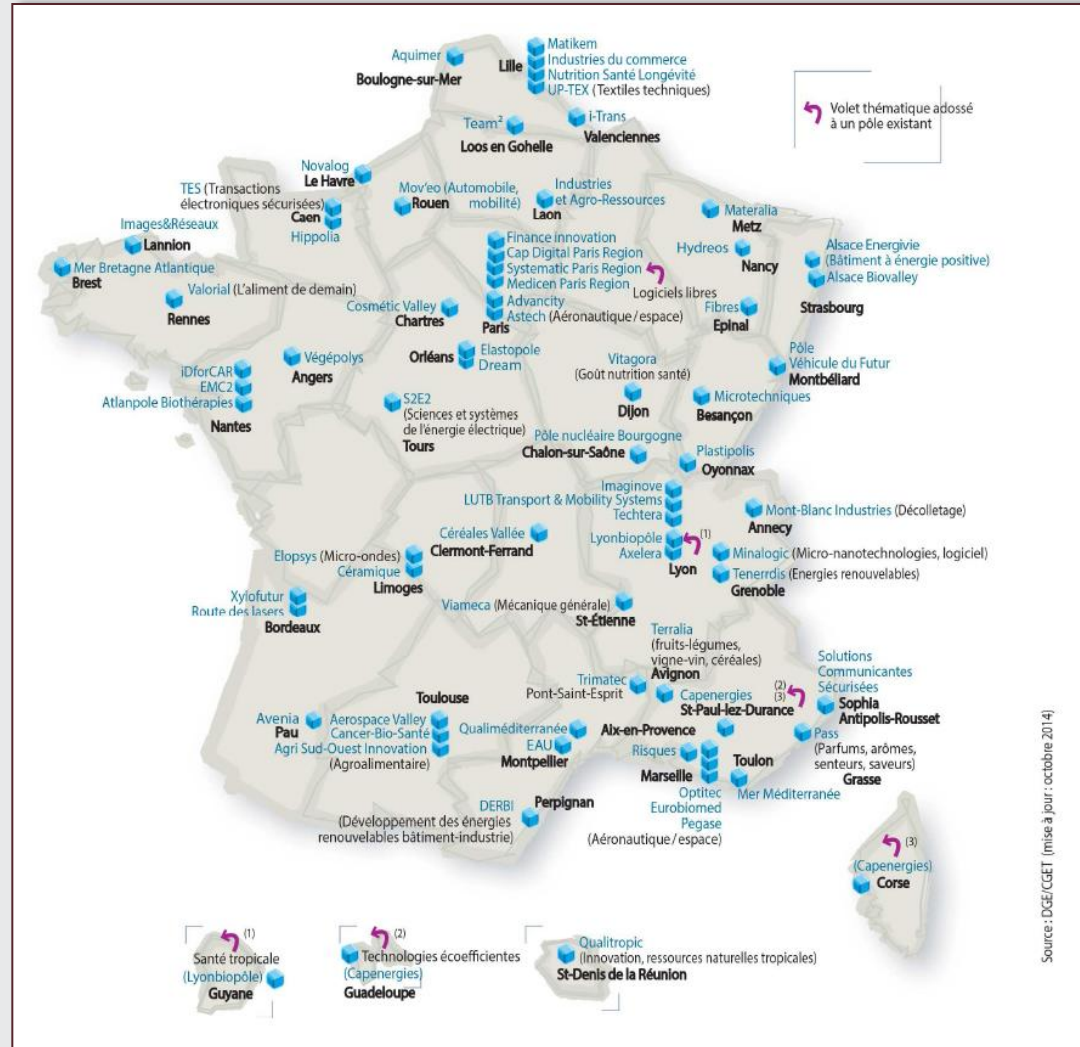 Aquimer
Boulogne-sur-Mer
Lille
Matikem
Industries du commerce
Nutrition Santé Longévité
UP-TEX (Textiles techniques)
Volet thématique adossé
à un pôle existant
Team²
Loos en Gohelle
i-Trans
Valenciennes
Novalog
Le Havre
TES (Transactions
électroniques sécurisées)
Caen
Hippolia
Mov'eo (Automobile,
mobilité)
Rouen
Industries
et Agro-Ressources
Laon
Materalia
Metz
Images&Réseaux
Lannion
Mer Bretagne Atlantique
Brest
Valorial (L'aliment de demain)
Rennes
Finance innovation
Cap Digital Paris Region
Systematic Paris Region
Medicen Paris Region
Logiciels libres
Advancity
Astech (Aéronautique/espace)
Paris
Hydreos
Nancy
Alsace Energivie
(Bâtiment à énergie positive)
Alsace Biovalley
Strasbourg
Cosmétic Valley
Chartres
Fibres
Epinal
iDforCAR
EMC2
Atlanpole Biothérapies
Nantes
Végépolys
Angers
Orléans
Elastopole
Dream
Vitagora
(Goût nutrition santé)
Dijon
Pôle
Véhicule du Futur
Montbéliard
Microtechniques
Besançon
S2E2
(Sciences et systèmes
de l'énergie électrique)
Tours
Pôle nucléaire Bourgogne
Chalon-sur-Saône
Plastipolis
Oyonnax
Imaginove
LUTB Transport & Mobility Systems
Techtera
Lyonbiopôle
(1)
Axelera
Lyon
Mont-Blanc Industries (Décolletage)
Annecy
Céréales Vallée
Clermont-Ferrand
Minalogic (Micro-nanotechnologies, logiciel)
Tenerrdis (Energies renouvelables)
Grenoble
Elopsys (Micro-ondes)
Céramique
Limoges
Xylofutur
Route des lasers
Bordeaux
Viameca (Mécanique générale)
St-Étienne
Terralia
(fruits-légumes,
vigne-vin, céréales)
Avignon
Trimatec
Pont-Saint-Esprit
Capenergies
(2)
(3)
St-Paul-lez-Durance
Solutions
Communicantes
Sécurisées
Sophia
Antipolis-Rousset
Toulouse
Avenia
Pau
Aerospace Valley
Cancer-Bio-Santé
Agri Sud-Ouest Innovation
(Agroalimentaire)
Qualiméditerranée
EAU
Montpellier
Aix-en-Provence
Risques
Marseille
Optitec
Eurobiomed
Pegase
(Aéronautique/espace)
Toulon
Mer Méditerranée
Pass
(Parfums, arômes,
senteurs, saveurs)
Grasse
DERBI
(Développement des énergies
renouvelables bâtiment-industrie)
Perpignan
(3)
(Capenergies)
Corse
(1)
Santé tropicale
(Lyonbiopôle)
Guyane
(2)
Technologies écoefficientes
(Capenergies)
Guadeloupe
Qualitropic
(Innovation, ressources naturelles tropicales)
St-Denis de la Réunion
Source : DGE/CGET (mise à jour : octobre 2014)